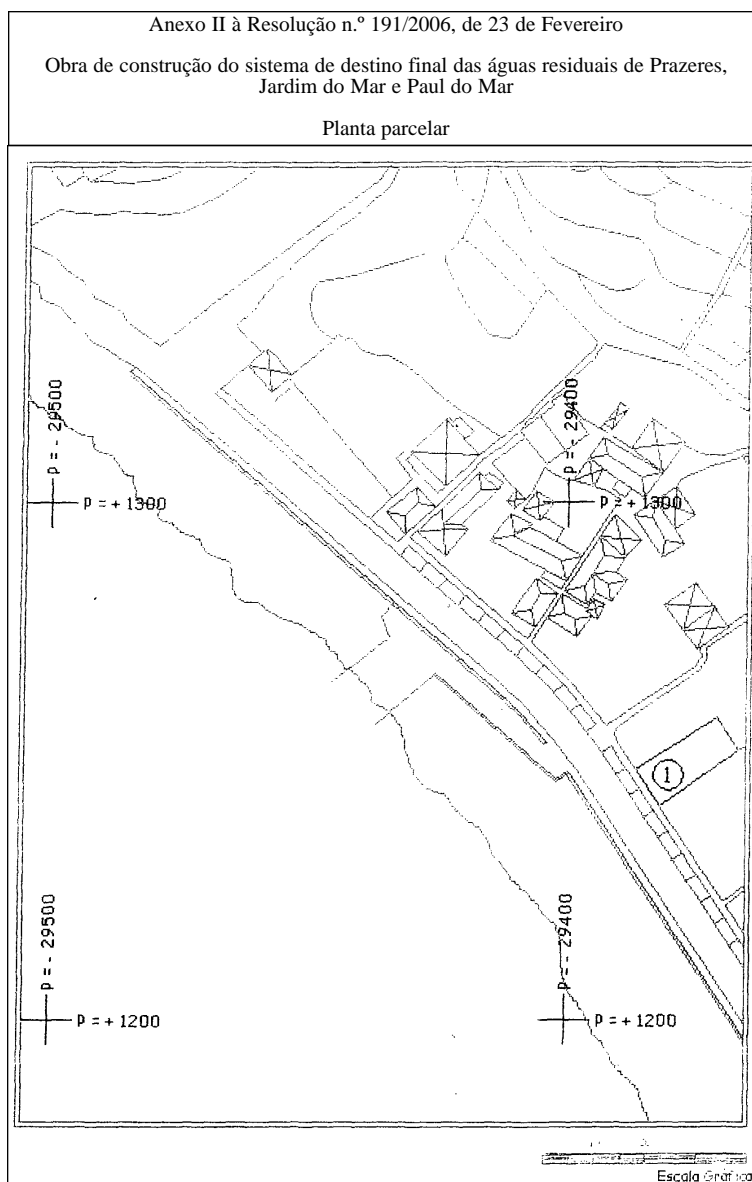 Anexo II à Resolução n.º 191/2006, de 23 de Fevereiro
Obra de construção do sistema de destino final das águas residuais de Prazeres,
Jardim do Mar e Paul do Mar
Planta parcelar
p = - 29500
p = - 29400
p = + 1300
p = + 1300
1
p = - 29500
p = - 29400
p = + 1200
p = + 1200
Escala Gráfica